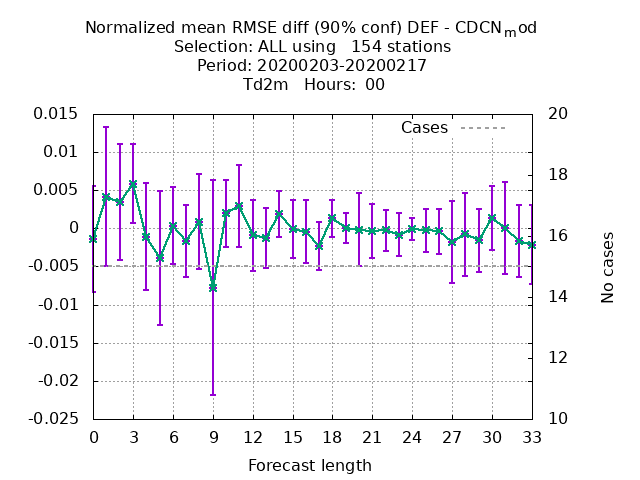 Normalized mean RMSE diff (90% conf) DEF - CDCNmod
Selection: ALL using   154 stations
Period: 20200203-20200217
Td2m   Hours:  00
Cases
0.015
0.01
0.005
0
-0.005
-0.01
-0.015
-0.02
-0.025
20
18
16
14
12
10
No cases
0 3 6 9 12 15 18 21 24 27 30 33
Forecast length